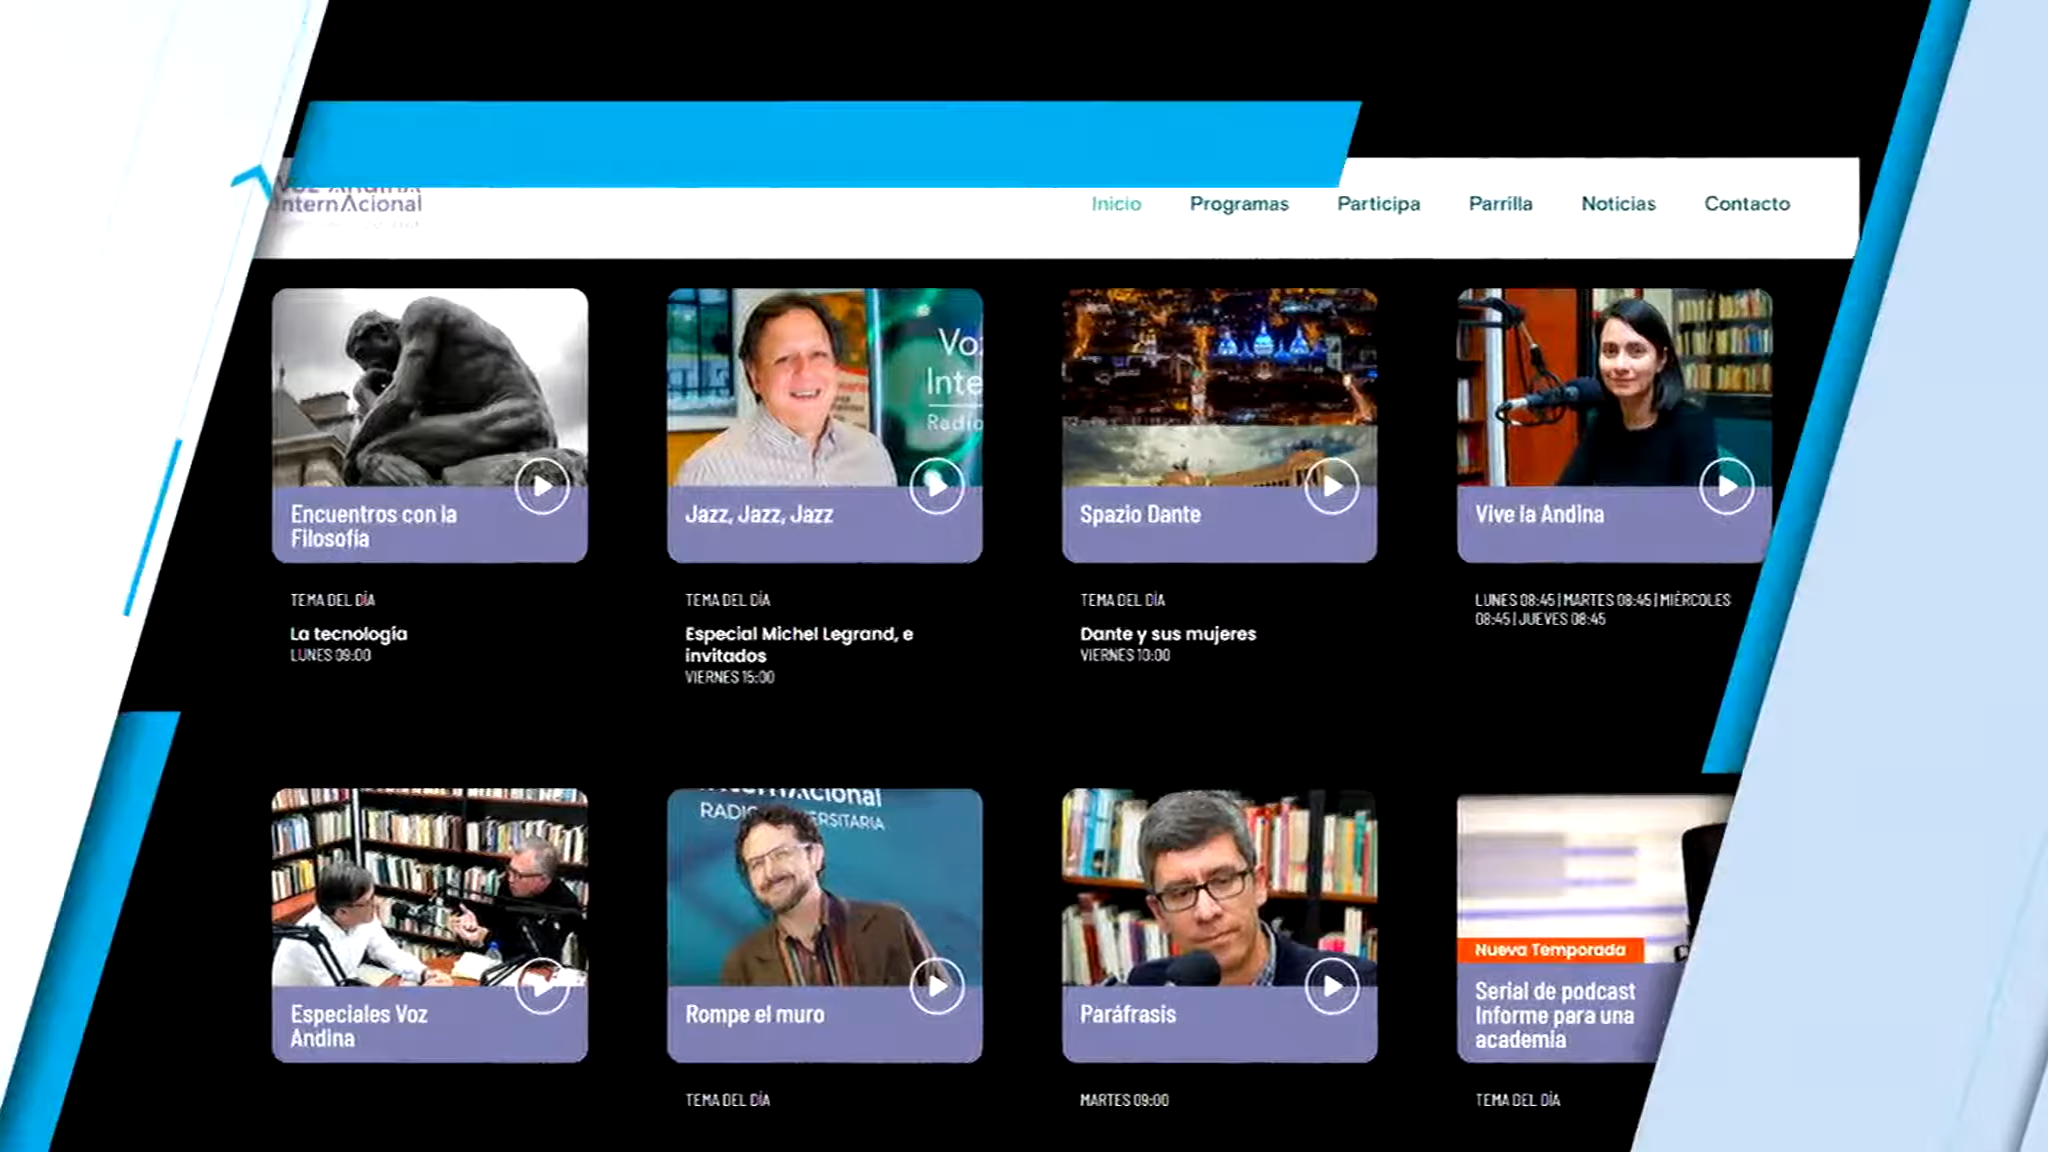 InternAcional
Inicio
Programas
Participa
Parrilla
Noticias
Contacto
Voz
Inte
Radio
Encuentros con la
Filosofía
Jazz, Jazz, Jazz
Spazio Dante
Vive la Andina
TEMA DEL DÍA
La tecnología
LUNES 09:00
TEMA DEL DÍA
Especial Michel Legrand, e
invitados
VIERNES 15:00
TEMA DEL DÍA
Dante y sus mujeres
VIERNES 10:00
LUNES 08:45 | MARTES 08:45 | MIÉRCOLES
08:45 | JUEVES 08:45
Especiales Voz
Andina
Rompe el muro
Paráfrasis
Nueva Temporada
Serial de podcast
Informe para una
academia
TEMA DEL DÍA
MARTES 09:00
TEMA DEL DÍA